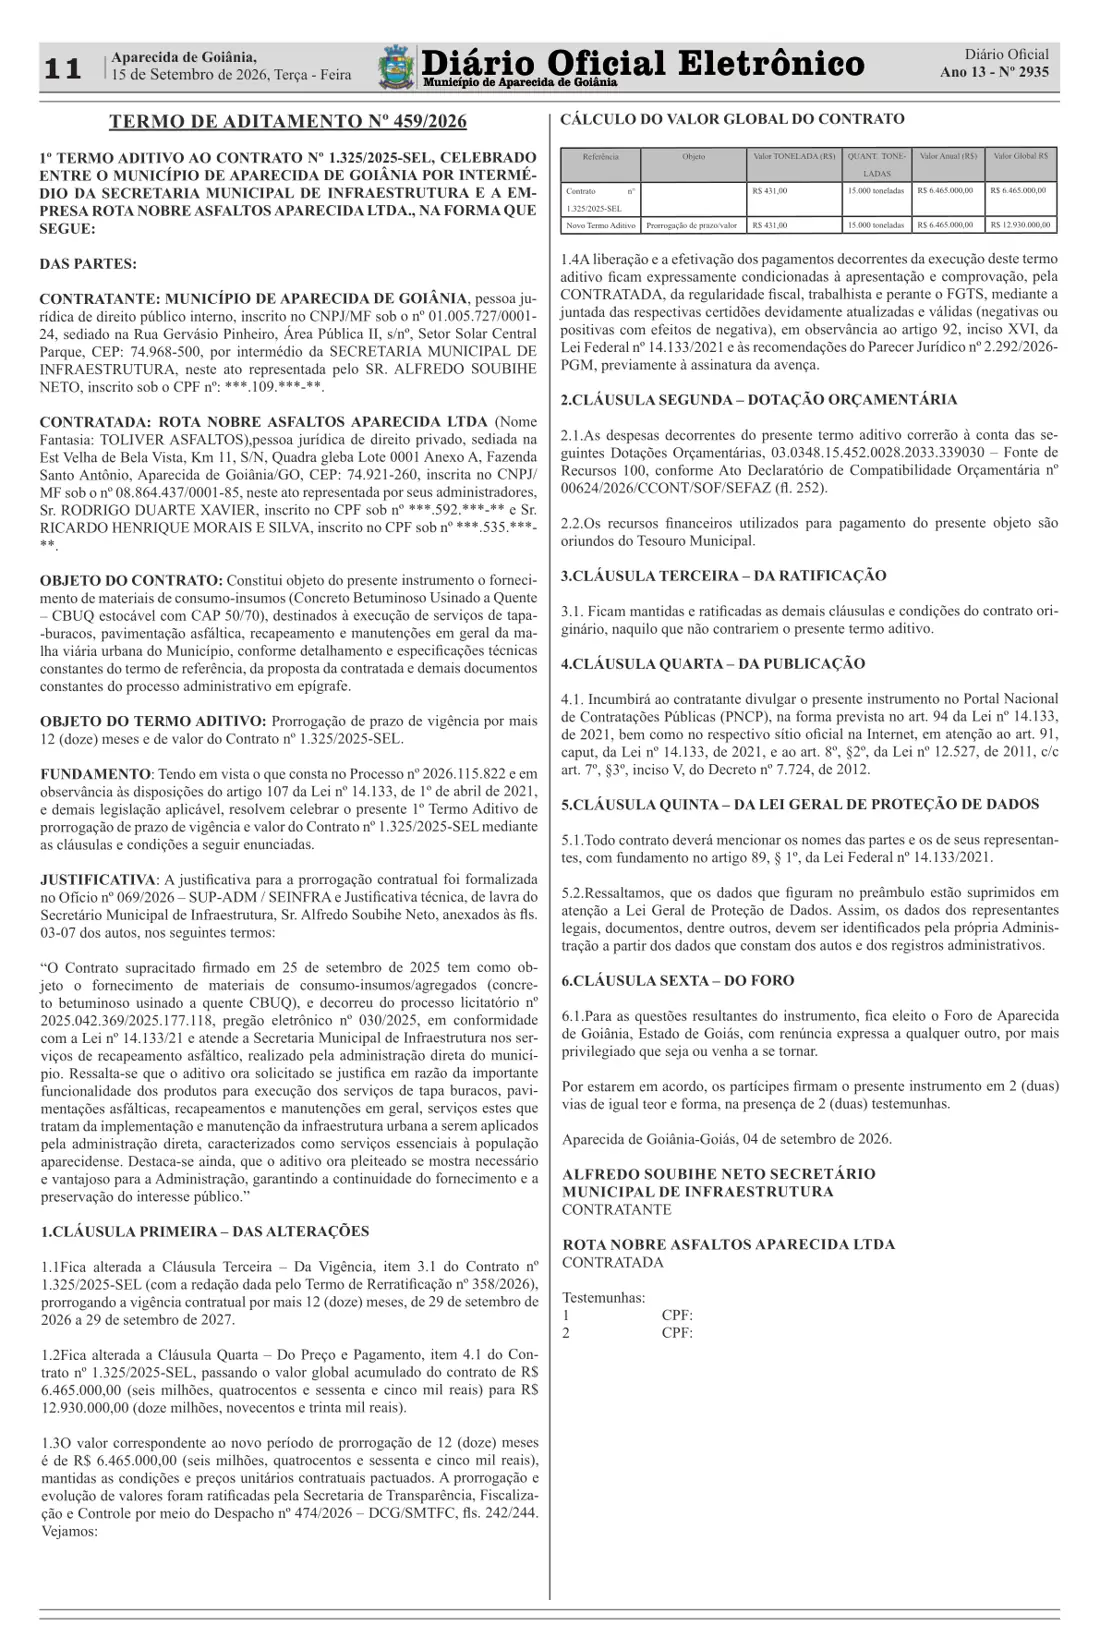 11
Aparecida de Goiânia,
15 de Setembro de 2026, Terça - Feira
Diário Oficial Eletrônico
Município de Aparecida de Goiânia
Diário Oficial
Ano 13 - Nº 2935
TERMO DE ADITAMENTO Nº 459/2026
1º TERMO ADITIVO AO CONTRATO Nº 1.325/2025-SEL, CELEBRADO
ENTRE O MUNICÍPIO DE APARECIDA DE GOIÂNIA POR INTERMÉ-
DIO DA SECRETARIA MUNICIPAL DE INFRAESTRUTURA E A EM-
PRESA ROTA NOBRE ASFALTOS APARECIDA LTDA., NA FORMA QUE
SEGUE:
DAS PARTES:
CONTRATANTE: MUNICÍPIO DE APARECIDA DE GOIÂNIA, pessoa ju-
rídica de direito público interno, inscrito no CNPJ/MF sob o nº 01.005.727/0001-
24, sediado na Rua Gervásio Pinheiro, Área Pública II, s/nº, Setor Solar Central
Parque, CEP: 74.968-500, por intermédio da SECRETARIA MUNICIPAL DE
INFRAESTRUTURA, neste ato representada pelo SR. ALFREDO SOUBIHE
NETO, inscrito sob o CPF nº: ***.109.***-**.
CONTRATADA: ROTA NOBRE ASFALTOS APARECIDA LTDA (Nome
Fantasia: TOLIVER ASFALTOS),pessoa jurídica de direito privado, sediada na
Est Velha de Bela Vista, Km 11, S/N, Quadra gleba Lote 0001 Anexo A, Fazenda
Santo Antônio, Aparecida de Goiânia/GO, CEP: 74.921-260, inscrita no CNPJ/
MF sob o nº 08.864.437/0001-85, neste ato representada por seus administradores,
Sr. RODRIGO DUARTE XAVIER, inscrito no CPF sob nº ***.592.***-** e Sr.
RICARDO HENRIQUE MORAIS E SILVA, inscrito no CPF sob nº ***.535.***-
**.
OBJETO DO CONTRATO: Constitui objeto do presente instrumento o forneci-
mento de materiais de consumo-insumos (Concreto Betuminoso Usinado a Quente
– CBUQ estocável com CAP 50/70), destinados à execução de serviços de tapa-
-buracos, pavimentação asfáltica, recapeamento e manutenções em geral da ma-
lha viária urbana do Município, conforme detalhamento e especificações técnicas
constantes do termo de referência, da proposta da contratada e demais documentos
constantes do processo administrativo em epígrafe.
OBJETO DO TERMO ADITIVO: Prorrogação de prazo de vigência por mais
12 (doze) meses e de valor do Contrato nº 1.325/2025-SEL.
FUNDAMENTO: Tendo em vista o que consta no Processo nº 2026.115.822 e em
observância às disposições do artigo 107 da Lei nº 14.133, de 1º de abril de 2021,
e demais legislação aplicável, resolvem celebrar o presente 1º Termo Aditivo de
prorrogação de prazo de vigência e valor do Contrato nº 1.325/2025-SEL mediante
as cláusulas e condições a seguir enunciadas.
JUSTIFICATIVA: A justificativa para a prorrogação contratual foi formalizada
no Ofício nº 069/2026 – SUP-ADM / SEINFRA e Justificativa técnica, de lavra do
Secretário Municipal de Infraestrutura, Sr. Alfredo Soubihe Neto, anexados às fls.
03-07 dos autos, nos seguintes termos:
“O Contrato supracitado firmado em 25 de setembro de 2025 tem como ob-
jeto o fornecimento de materiais de consumo-insumos/agregados (concre-
to betuminoso usinado a quente CBUQ), e decorreu do processo licitatório nº
2025.042.369/2025.177.118, pregão eletrônico nº 030/2025, em conformidade
com a Lei nº 14.133/21 e atende a Secretaria Municipal de Infraestrutura nos ser-
viços de recapeamento asfáltico, realizado pela administração direta do municí-
pio. Ressalta-se que o aditivo ora solicitado se justifica em razão da importante
funcionalidade dos produtos para execução dos serviços de tapa buracos, pavi-
mentações asfálticas, recapeamentos e manutenções em geral, serviços estes que
tratam da implementação e manutenção da infraestrutura urbana a serem aplicados
pela administração direta, caracterizados como serviços essenciais à população
aparecidense. Destaca-se ainda, que o aditivo ora pleiteado se mostra necessário
e vantajoso para a Administração, garantindo a continuidade do fornecimento e a
preservação do interesse público.”
1.CLÁUSULA PRIMEIRA – DAS ALTERAÇÕES
1.1Fica alterada a Cláusula Terceira – Da Vigência, item 3.1 do Contrato nº
1.325/2025-SEL (com a redação dada pelo Termo de Rerratificação nº 358/2026),
prorrogando a vigência contratual por mais 12 (doze) meses, de 29 de setembro de
2026 a 29 de setembro de 2027.
1.2Fica alterada a Cláusula Quarta – Do Preço e Pagamento, item 4.1 do Con-
trato nº 1.325/2025-SEL, passando o valor global acumulado do contrato de R$
6.465.000,00 (seis milhões, quatrocentos e sessenta e cinco mil reais) para R$
12.930.000,00 (doze milhões, novecentos e trinta mil reais).
1.3O valor correspondente ao novo período de prorrogação de 12 (doze) meses
é de R$ 6.465.000,00 (seis milhões, quatrocentos e sessenta e cinco mil reais),
mantidas as condições e preços unitários contratuais pactuados. A prorrogação e
evolução de valores foram ratificadas pela Secretaria de Transparência, Fiscaliza-
ção e Controle por meio do Despacho nº 474/2026 – DCG/SMTFC, fls. 242/244.
Vejamos:
CÁLCULO DO VALOR GLOBAL DO CONTRATO
Referência Objeto Valor TONELADA (R$) QUANT. TONE- Valor Anual (R$) Valor Global R$
LADAS
Contrato nº R$ 431,00 15.000 toneladas R$ 6.465.000,00 R$ 6.465.000,00
1.325/2025-SEL
Novo Termo Aditivo Prorrogação de prazo/valor R$ 431,00 15.000 toneladas R$ 6.465.000,00 R$ 12.930.000,00
1.4A liberação e a efetivação dos pagamentos decorrentes da execução deste termo
aditivo ficam expressamente condicionadas à apresentação e comprovação, pela
CONTRATADA, da regularidade fiscal, trabalhista e perante o FGTS, mediante a
juntada das respectivas certidões devidamente atualizadas e válidas (negativas ou
positivas com efeitos de negativa), em observância ao artigo 92, inciso XVI, da
Lei Federal nº 14.133/2021 e às recomendações do Parecer Jurídico nº 2.292/2026-
PGM, previamente à assinatura da avença.
2.CLÁUSULA SEGUNDA – DOTAÇÃO ORÇAMENTÁRIA
2.1.As despesas decorrentes do presente termo aditivo correrão à conta das se-
guintes Dotações Orçamentárias, 03.0348.15.452.0028.2033.339030 – Fonte de
Recursos 100, conforme Ato Declaratório de Compatibilidade Orçamentária nº
00624/2026/CCONT/SOF/SEFAZ (fl. 252).
2.2.Os recursos financeiros utilizados para pagamento do presente objeto são
oriundos do Tesouro Municipal.
3.CLÁUSULA TERCEIRA – DA RATIFICAÇÃO
3.1. Ficam mantidas e ratificadas as demais cláusulas e condições do contrato ori-
ginário, naquilo que não contrariem o presente termo aditivo.
4.CLÁUSULA QUARTA – DA PUBLICAÇÃO
4.1. Incumbirá ao contratante divulgar o presente instrumento no Portal Nacional
de Contratações Públicas (PNCP), na forma prevista no art. 94 da Lei nº 14.133,
de 2021, bem como no respectivo sítio oficial na Internet, em atenção ao art. 91,
caput, da Lei nº 14.133, de 2021, e ao art. 8º, §2º, da Lei nº 12.527, de 2011, c/c
art. 7º, §3º, inciso V, do Decreto nº 7.724, de 2012.
5.CLÁUSULA QUINTA – DA LEI GERAL DE PROTEÇÃO DE DADOS
5.1.Todo contrato deverá mencionar os nomes das partes e os de seus representan-
tes, com fundamento no artigo 89, § 1º, da Lei Federal nº 14.133/2021.
5.2.Ressaltamos, que os dados que figuram no preâmbulo estão suprimidos em
atenção a Lei Geral de Proteção de Dados. Assim, os dados dos representantes
legais, documentos, dentre outros, devem ser identificados pela própria Adminis-
tração a partir dos dados que constam dos autos e dos registros administrativos.
6.CLÁUSULA SEXTA – DO FORO
6.1.Para as questões resultantes do instrumento, fica eleito o Foro de Aparecida
de Goiânia, Estado de Goiás, com renúncia expressa a qualquer outro, por mais
privilegiado que seja ou venha a se tornar.
Por estarem em acordo, os partícipes firmam o presente instrumento em 2 (duas)
vias de igual teor e forma, na presença de 2 (duas) testemunhas.
Aparecida de Goiânia-Goiás, 04 de setembro de 2026.
ALFREDO SOUBIHE NETO SECRETÁRIO
MUNICIPAL DE INFRAESTRUTURA
CONTRATANTE
ROTA NOBRE ASFALTOS APARECIDA LTDA
CONTRATADA
Testemunhas:
1 CPF:
2 CPF: